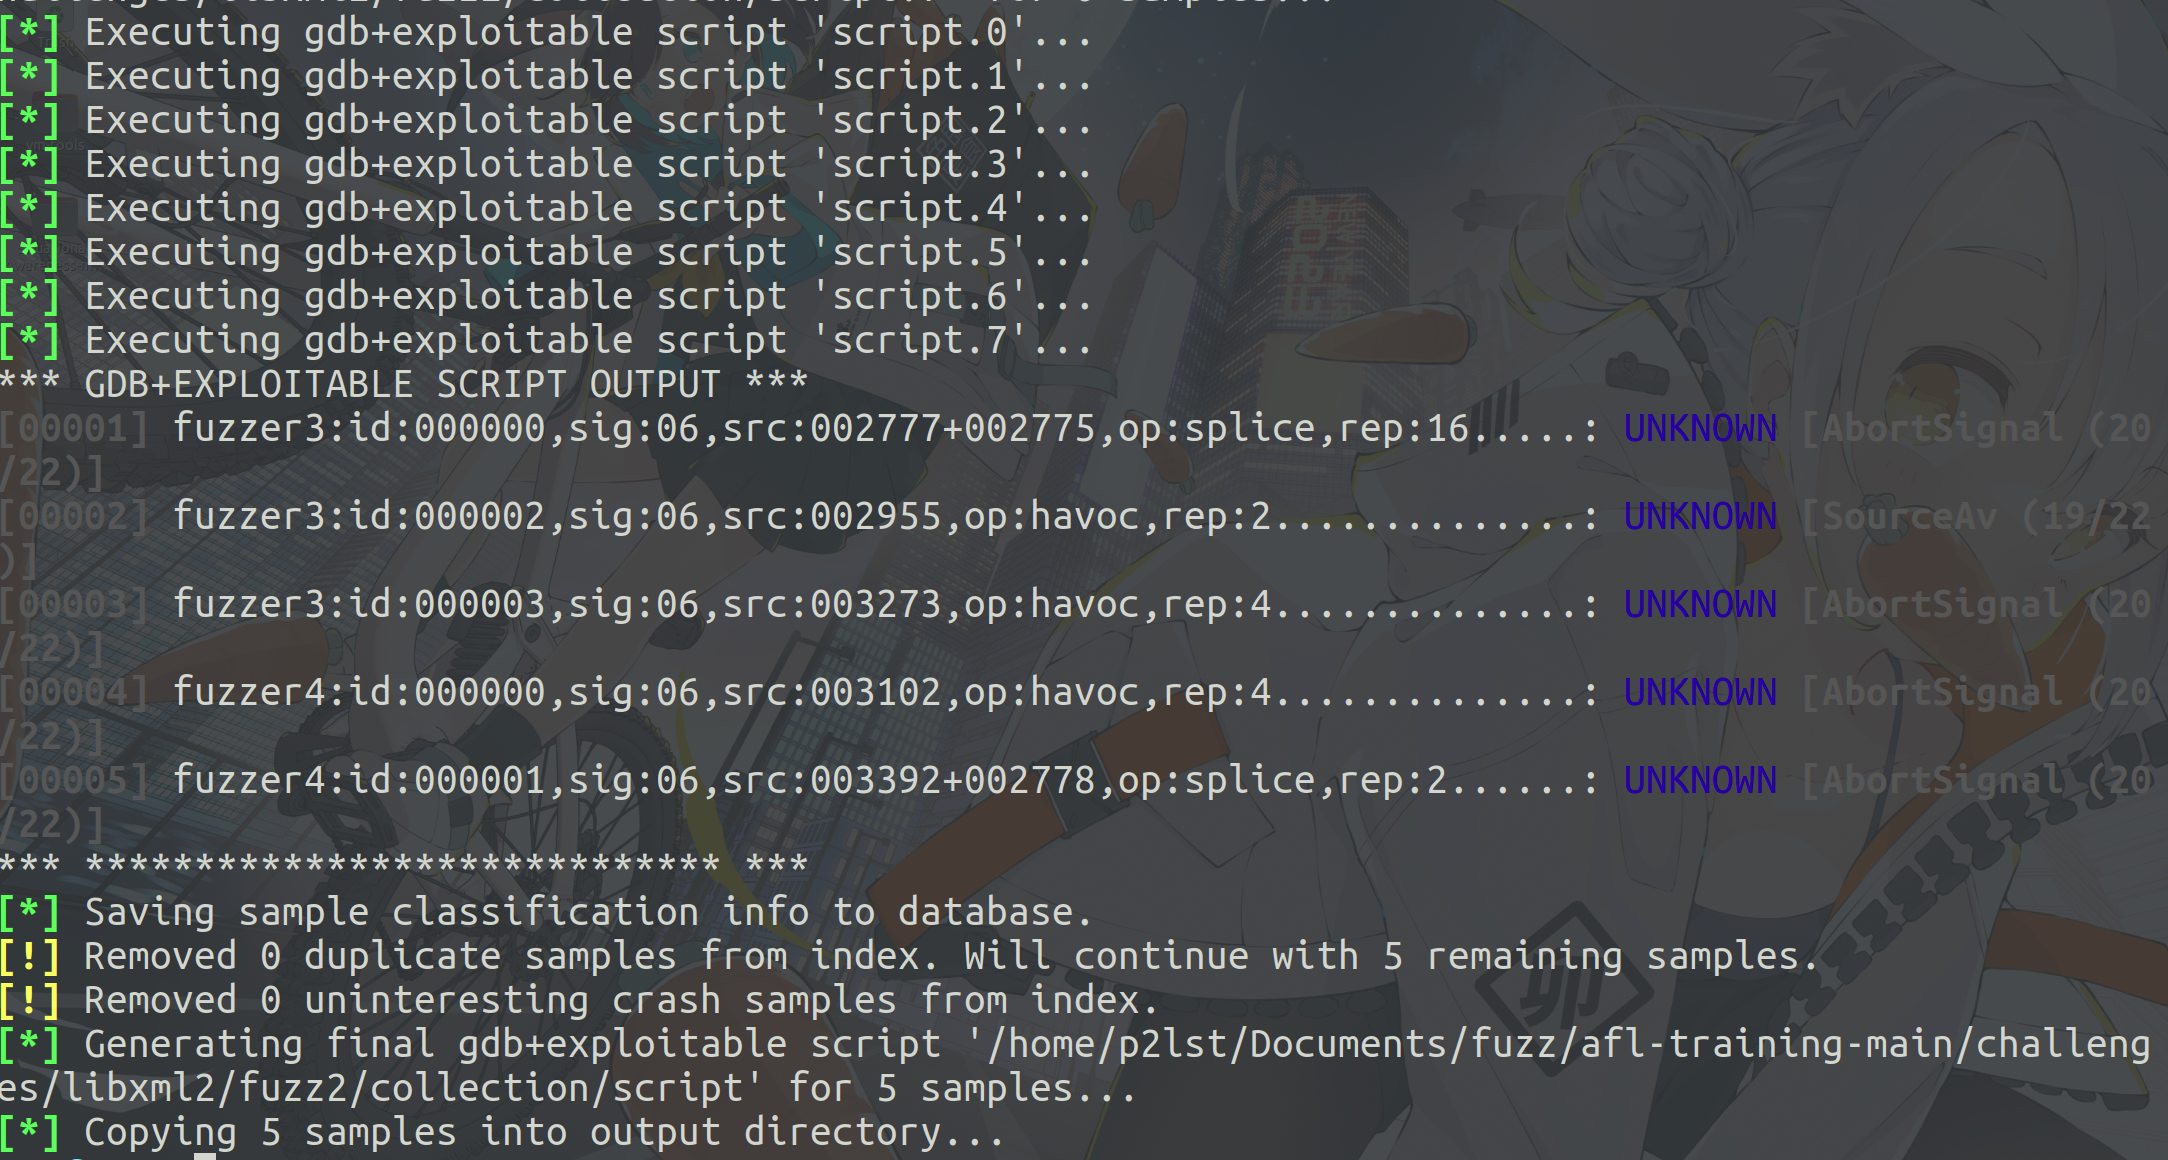 [*] Executing gdb+exploitable script 'script.0'...
[*] Executing gdb+exploitable script 'script.1'...
[*] Executing gdb+exploitable script 'script.2'...
[*] Executing gdb+exploitable script 'script.3'...
[*] Executing gdb+exploitable script 'script.4'...
[*] Executing gdb+exploitable script 'script.5'...
[*] Executing gdb+exploitable script 'script.6'...
[*] Executing gdb+exploitable script 'script.7'...
*** GDB+EXPLOITABLE SCRIPT OUTPUT ***
[00001] fuzzer3:id:000000,sig:06,src:002777+002775,op:splice,rep:16.....: UNKNOWN [AbortSignal (20
/22)]
[00002] fuzzer3:id:000002,sig:06,src:002955,op:havoc,rep:2..............: UNKNOWN [SourceAv (19/22
)]
[00003] fuzzer3:id:000003,sig:06,src:003273,op:havoc,rep:4..............: UNKNOWN [AbortSignal (20
/22)]
[00004] fuzzer4:id:000000,sig:06,src:003102,op:havoc,rep:4..............: UNKNOWN [AbortSignal (20
/22)]
[00005] fuzzer4:id:000001,sig:06,src:003392+002778,op:splice,rep:2......: UNKNOWN [AbortSignal (20
/22)]
*** ***************************** ***
[*] Saving sample classification info to database.
[!] Removed 0 duplicate samples from index. Will continue with 5 remaining samples.
[!] Removed 0 uninteresting crash samples from index.
[*] Generating final gdb+exploitable script '/home/p2lst/Documents/fuzz/afl-training-main/challeng
es/libxml2/fuzz2/collection/script' for 5 samples...
[*] Copying 5 samples into output directory...